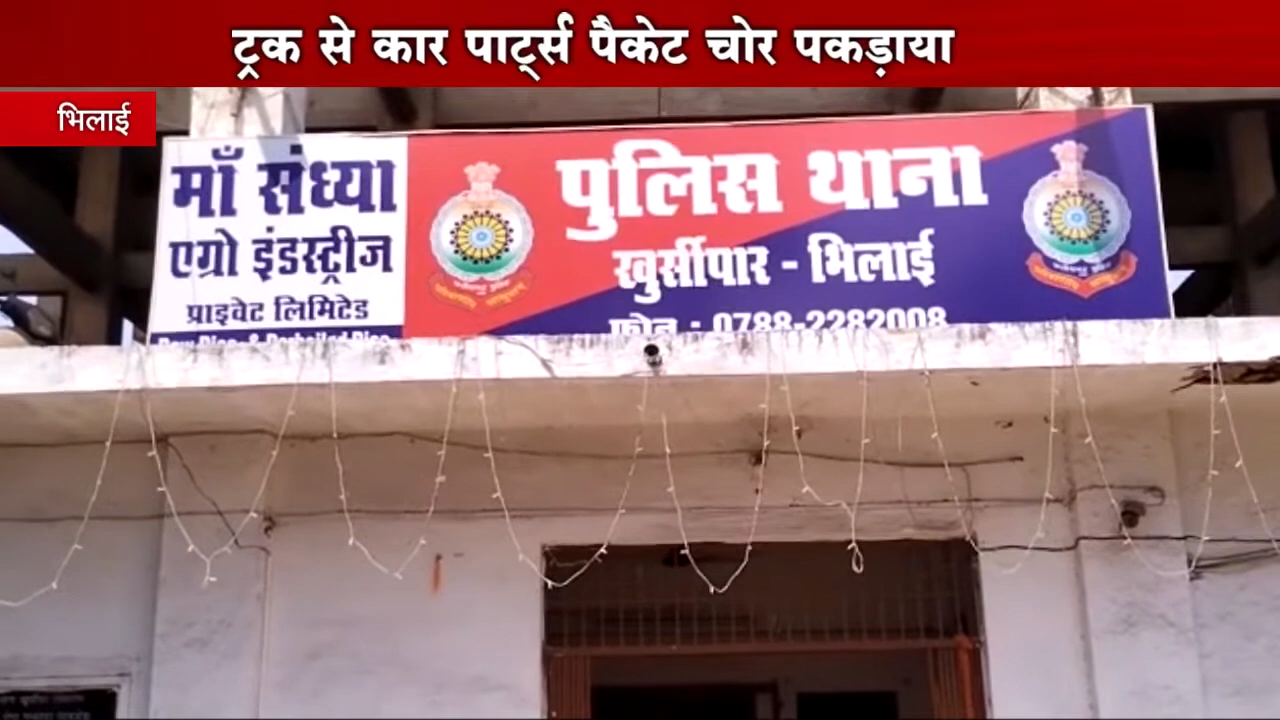 ट्रक से कार पार्ट्स पैकेट चोर पकड़ाया
भिलाई
माँ संध्या
एग्रो इंडस्ट्रीज
प्राइवेट लिमिटेड
पुलिस थाना
खुर्सीपार - भिलाई
फोन : 0788-2282008